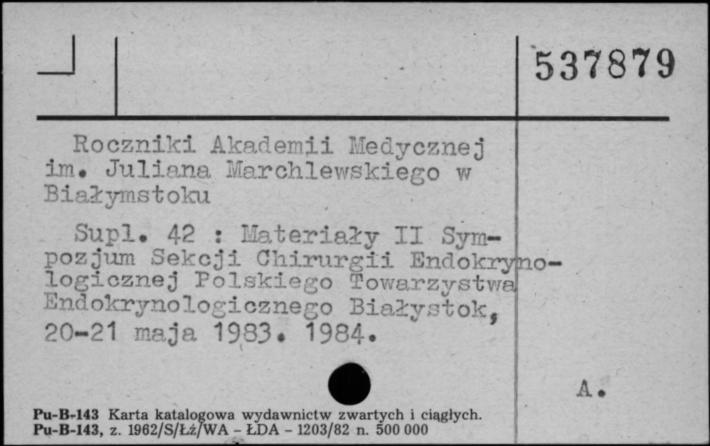 537879
Roczniki Akademii Medycznej
im. Juliana Marchlewskiego w
Białymstoku
Supl. 42 : Materiały II Sym-
pozjum Sekcji Chirurgii Endokryno-
logicznej Polskiego Towarzystwa
Endokrynologicznego Białystok,
20-21 maja 1983. 1984.
A.
Pu-B-143 Karta katalogowa wydawnictw zwartych i ciągłych.
Pu-B-143, z. 1962/S/Łż/WA - ŁDA - 1203/82 n. 500 000